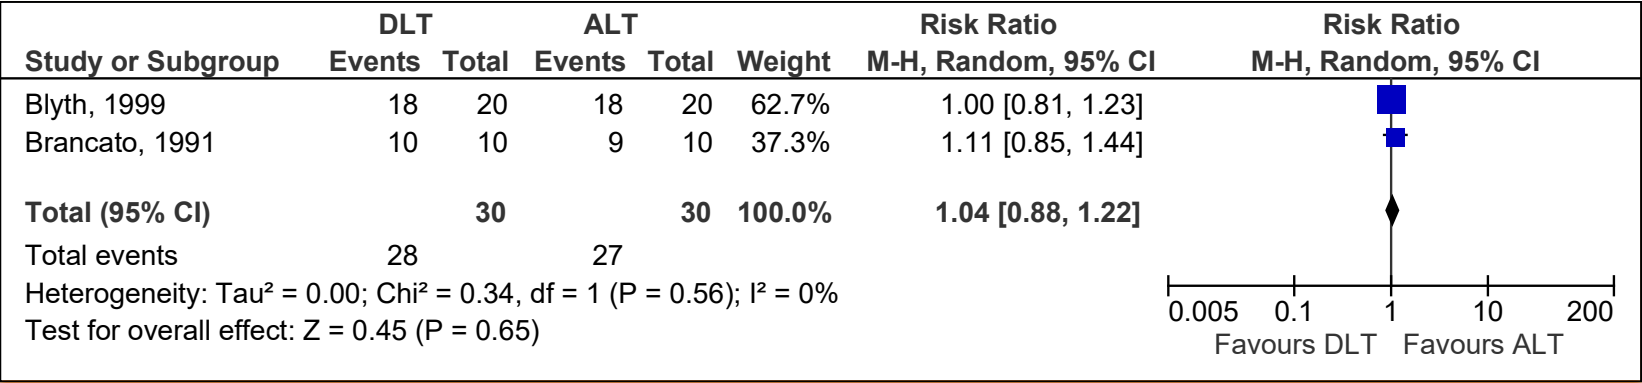 DLT ALT Risk Ratio Risk Ratio
Study or Subgroup Events Total Events Total Weight M-H, Random, 95% CI M-H, Random, 95% CI
Blyth, 1999 18 20 18 20 62.7% 1.00 [0.81, 1.23]
Brancato, 1991 10 10 9 10 37.3% 1.11 [0.85, 1.44]
Total (95% CI) 30 30 100.0% 1.04 [0.88, 1.22]
Total events 28 27
Heterogeneity: Tau² = 0.00; Chi² = 0.34, df = 1 (P = 0.56); I² = 0%
Test for overall effect: Z = 0.45 (P = 0.65)
0.005 0.1 1 10 200
Favours DLT Favours ALT